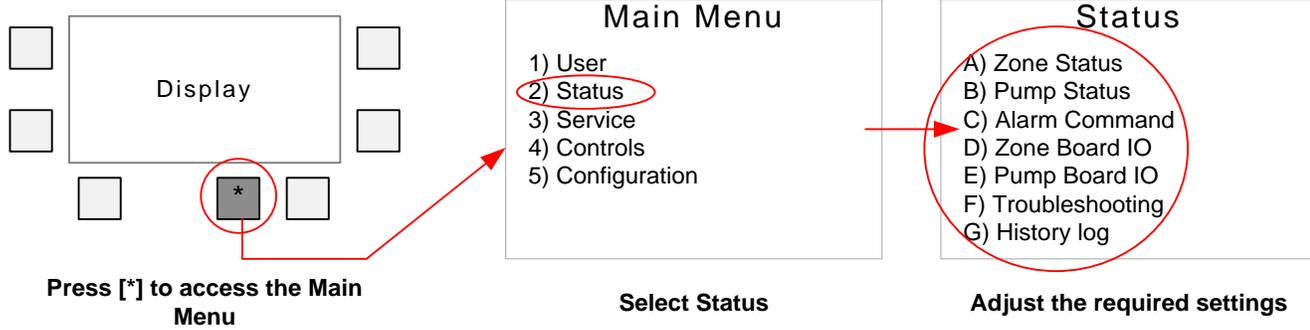 Display
*
Press [*] to access the Main
Menu
Main Menu
1) User
2) Status
3) Service
4) Controls
5) Configuration
Select Status
Status
A) Zone Status
B) Pump Status
C) Alarm Command
D) Zone Board IO
E) Pump Board IO
F) Troubleshooting
G) History log
Adjust the required settings